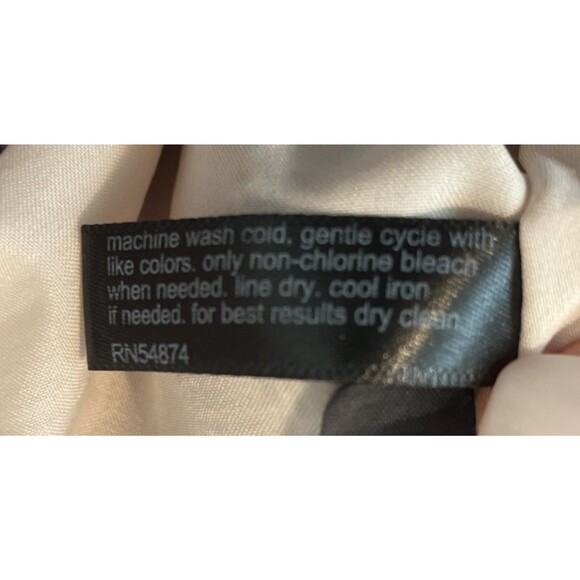 machine wash cold, gentle cycle with
like colors. only non-chlorine bleach
when needed. line dry. cool iron
if needed. for best results dry clean.
RN54874